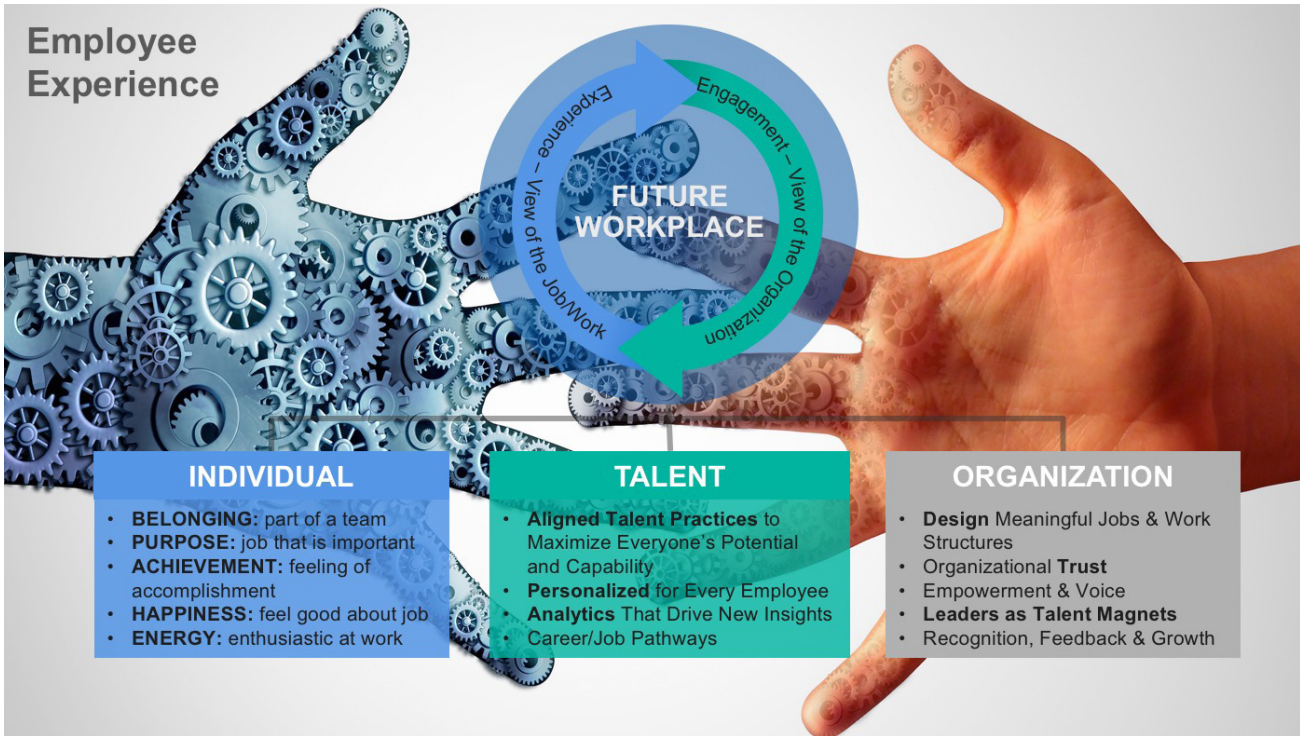 Employee
Experience
Experience – View of the Job/Work
Engagement – View of the Organization
FUTURE
WORKPLACE
INDIVIDUAL
• BELONGING: part of a team
• PURPOSE: job that is important
• ACHIEVEMENT: feeling of
accomplishment
• HAPPINESS: feel good about job
• ENERGY: enthusiastic at work
TALENT
• Aligned Talent Practices to
Maximize Everyone's Potential
and Capability
• Personalized for Every Employee
• Analytics That Drive New Insights
• Career/Job Pathways
ORGANIZATION
• Design Meaningful Jobs & Work
Structures
• Organizational Trust
• Empowerment & Voice
• Leaders as Talent Magnets
• Recognition, Feedback & Growth